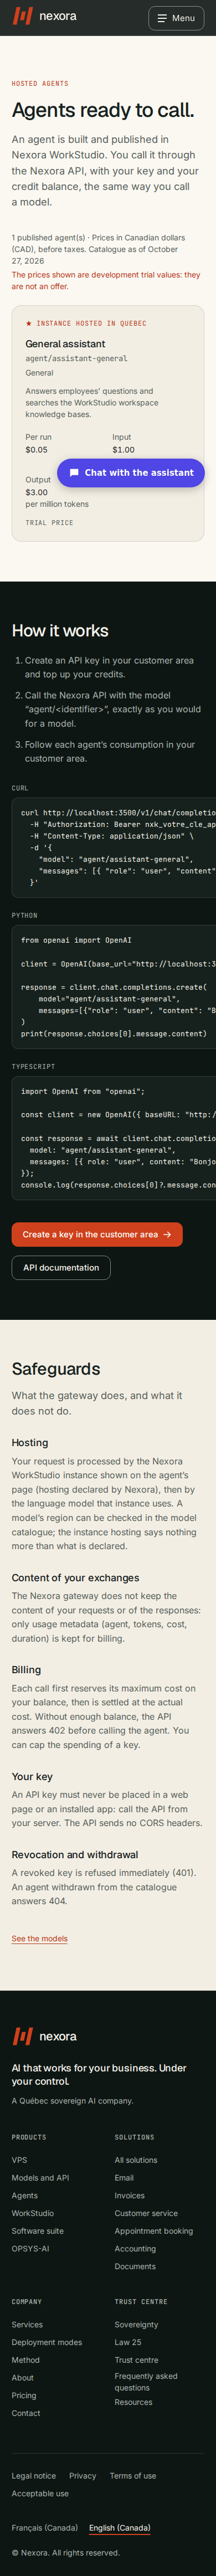 nexora
Menu
HOSTED AGENTS
Agents ready to call.
An agent is built and published in
Nexora WorkStudio. You call it through
the Nexora API, with your key and your
credit balance, the same way you call
a model.
1 published agent(s) · Prices in Canadian dollars
(CAD), before taxes. Catalogue as of October
27, 2026
The prices shown are development trial values: they
are not an offer.
★ INSTANCE HOSTED IN QUEBEC
General assistant
agent/assistant-general
General
Answers employees' questions and
searches the WorkStudio workspace
knowledge bases.
Per run
Input
$0.05
$1.00
Chat with the assistant
Output
$3.00
per million tokens
TRIAL PRICE
How it works
1. Create an API key in your customer area
and top up your credits.
2. Call the Nexora API with the model
"agent/<identifier>", exactly as you would
for a model.
3. Follow each agent's consumption in your
customer area.
CURL
curl http://localhost:3500/v1/chat/completio
-H "Authorization: Bearer nxk_votre_cle_ap
-H "Content-Type: application/json" \
-d '{
"model": "agent/assistant-general",
"messages": [{ "role": "user", "content"
}'
PYTHON
from openai import OpenAI
client = OpenAI(base_url="http://localhost:3
response = client.chat.completions.create(
model="agent/assistant-general",
messages=[{"role": "user", "content": "B
)
print(response.choices[0].message.content)
TYPESCRIPT
import OpenAI from "openai";
const client = new OpenAI({ baseURL: "http:/
const response = await client.chat.completio
model: "agent/assistant-general",
messages: [{ role: "user", content: "Bonjo
});
console.log(response.choices[0]?.message.con
Create a key in the customer area →
API documentation
Safeguards
What the gateway does, and what it
does not do.
Hosting
Your request is processed by the Nexora
WorkStudio instance shown on the agent's
page (hosting declared by Nexora), then by
the language model that instance uses. A
model's region can be checked in the model
catalogue; the instance hosting says nothing
more than what is declared.
Content of your exchanges
The Nexora gateway does not keep the
content of your requests or of the responses:
only usage metadata (agent, tokens, cost,
duration) is kept for billing.
Billing
Each call first reserves its maximum cost on
your balance, then is settled at the actual
cost. Without enough balance, the API
answers 402 before calling the agent. You
can cap the spending of a key.
Your key
An API key must never be placed in a web
page or an installed app: call the API from
your server. The API sends no CORS headers.
Revocation and withdrawal
A revoked key is refused immediately (401).
An agent withdrawn from the catalogue
answers 404.
See the models
nexora
AI that works for your business. Under
your control.
A Québec sovereign AI company.
PRODUCTS
VPS
Models and API
Agents
WorkStudio
Software suite
OPSYS-AI
SOLUTIONS
All solutions
Email
Invoices
Customer service
Appointment booking
Accounting
Documents
COMPANY
Services
Deployment modes
Method
About
Pricing
Contact
TRUST CENTRE
Sovereignty
Law 25
Trust centre
Frequently asked
questions
Resources
Legal notice Privacy Terms of use
Acceptable use
Français (Canada) English (Canada)
© Nexora. All rights reserved.